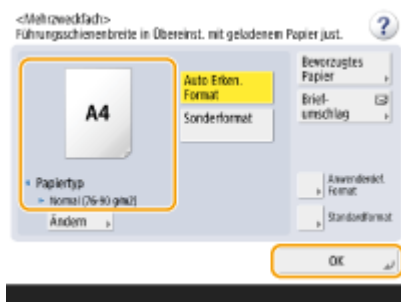 <Mehrzweckfach>
Führungsschienenbreite in Übereinst. mit geladenem Papier just.
?
A4
Auto Erken.
Format
Sonderformat
Bevorzugtes
Papier
Brief-
umschlag
Papiertyp
Normal (76-90 g/m2)
Ändern
Anwenderdef.
Format
Standardformat
OK